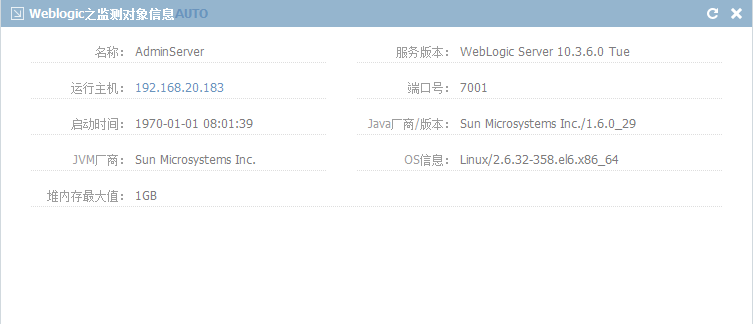 Weblogic之监测对象信息AUTO
名称： AdminServer 服务版本： WebLogic Server 10.3.6.0 Tue
运行主机： 192.168.20.183 端口号： 7001
启动时间： 1970-01-01 08:01:39 Java厂商/版本： Sun Microsystems Inc./1.6.0_29
JVM厂商： Sun Microsystems Inc. OS信息： Linux/2.6.32-358.el6.x86_64
堆内存最大值： 1GB